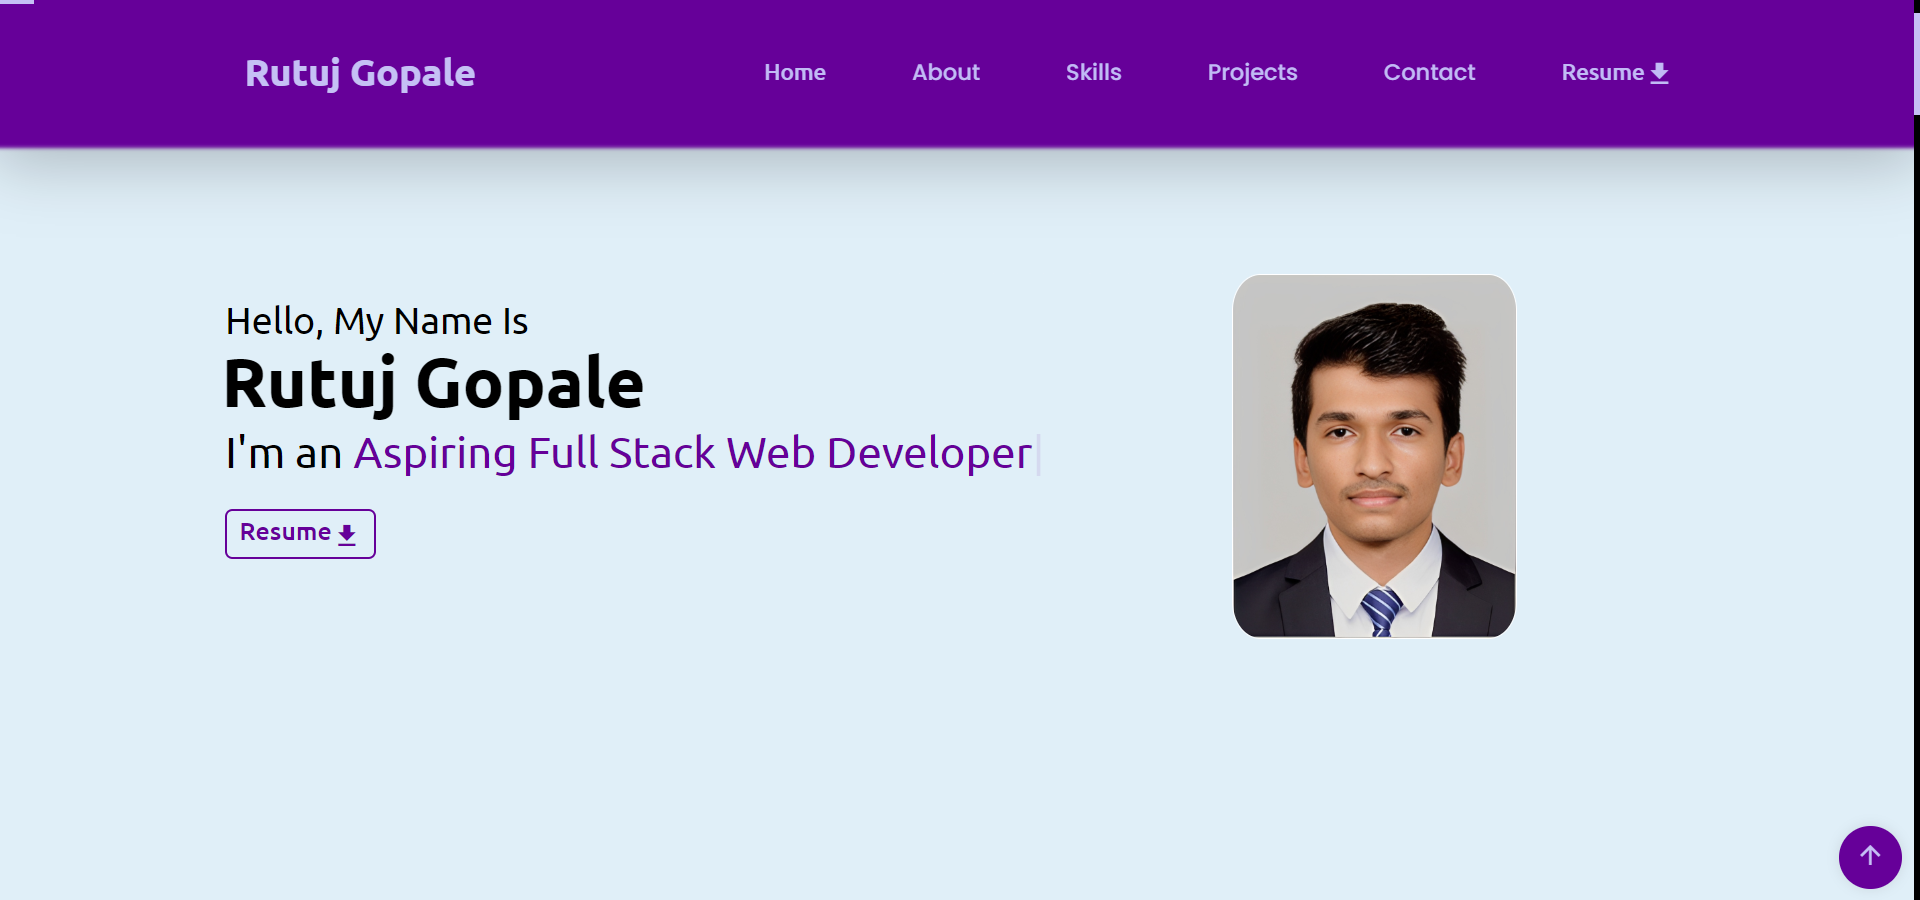 Rutuj Gopale
Home About Skills Projects Contact Resume
Hello, My Name Is
Rutuj Gopale
I'm an Aspiring Full Stack Web Developer
Resume